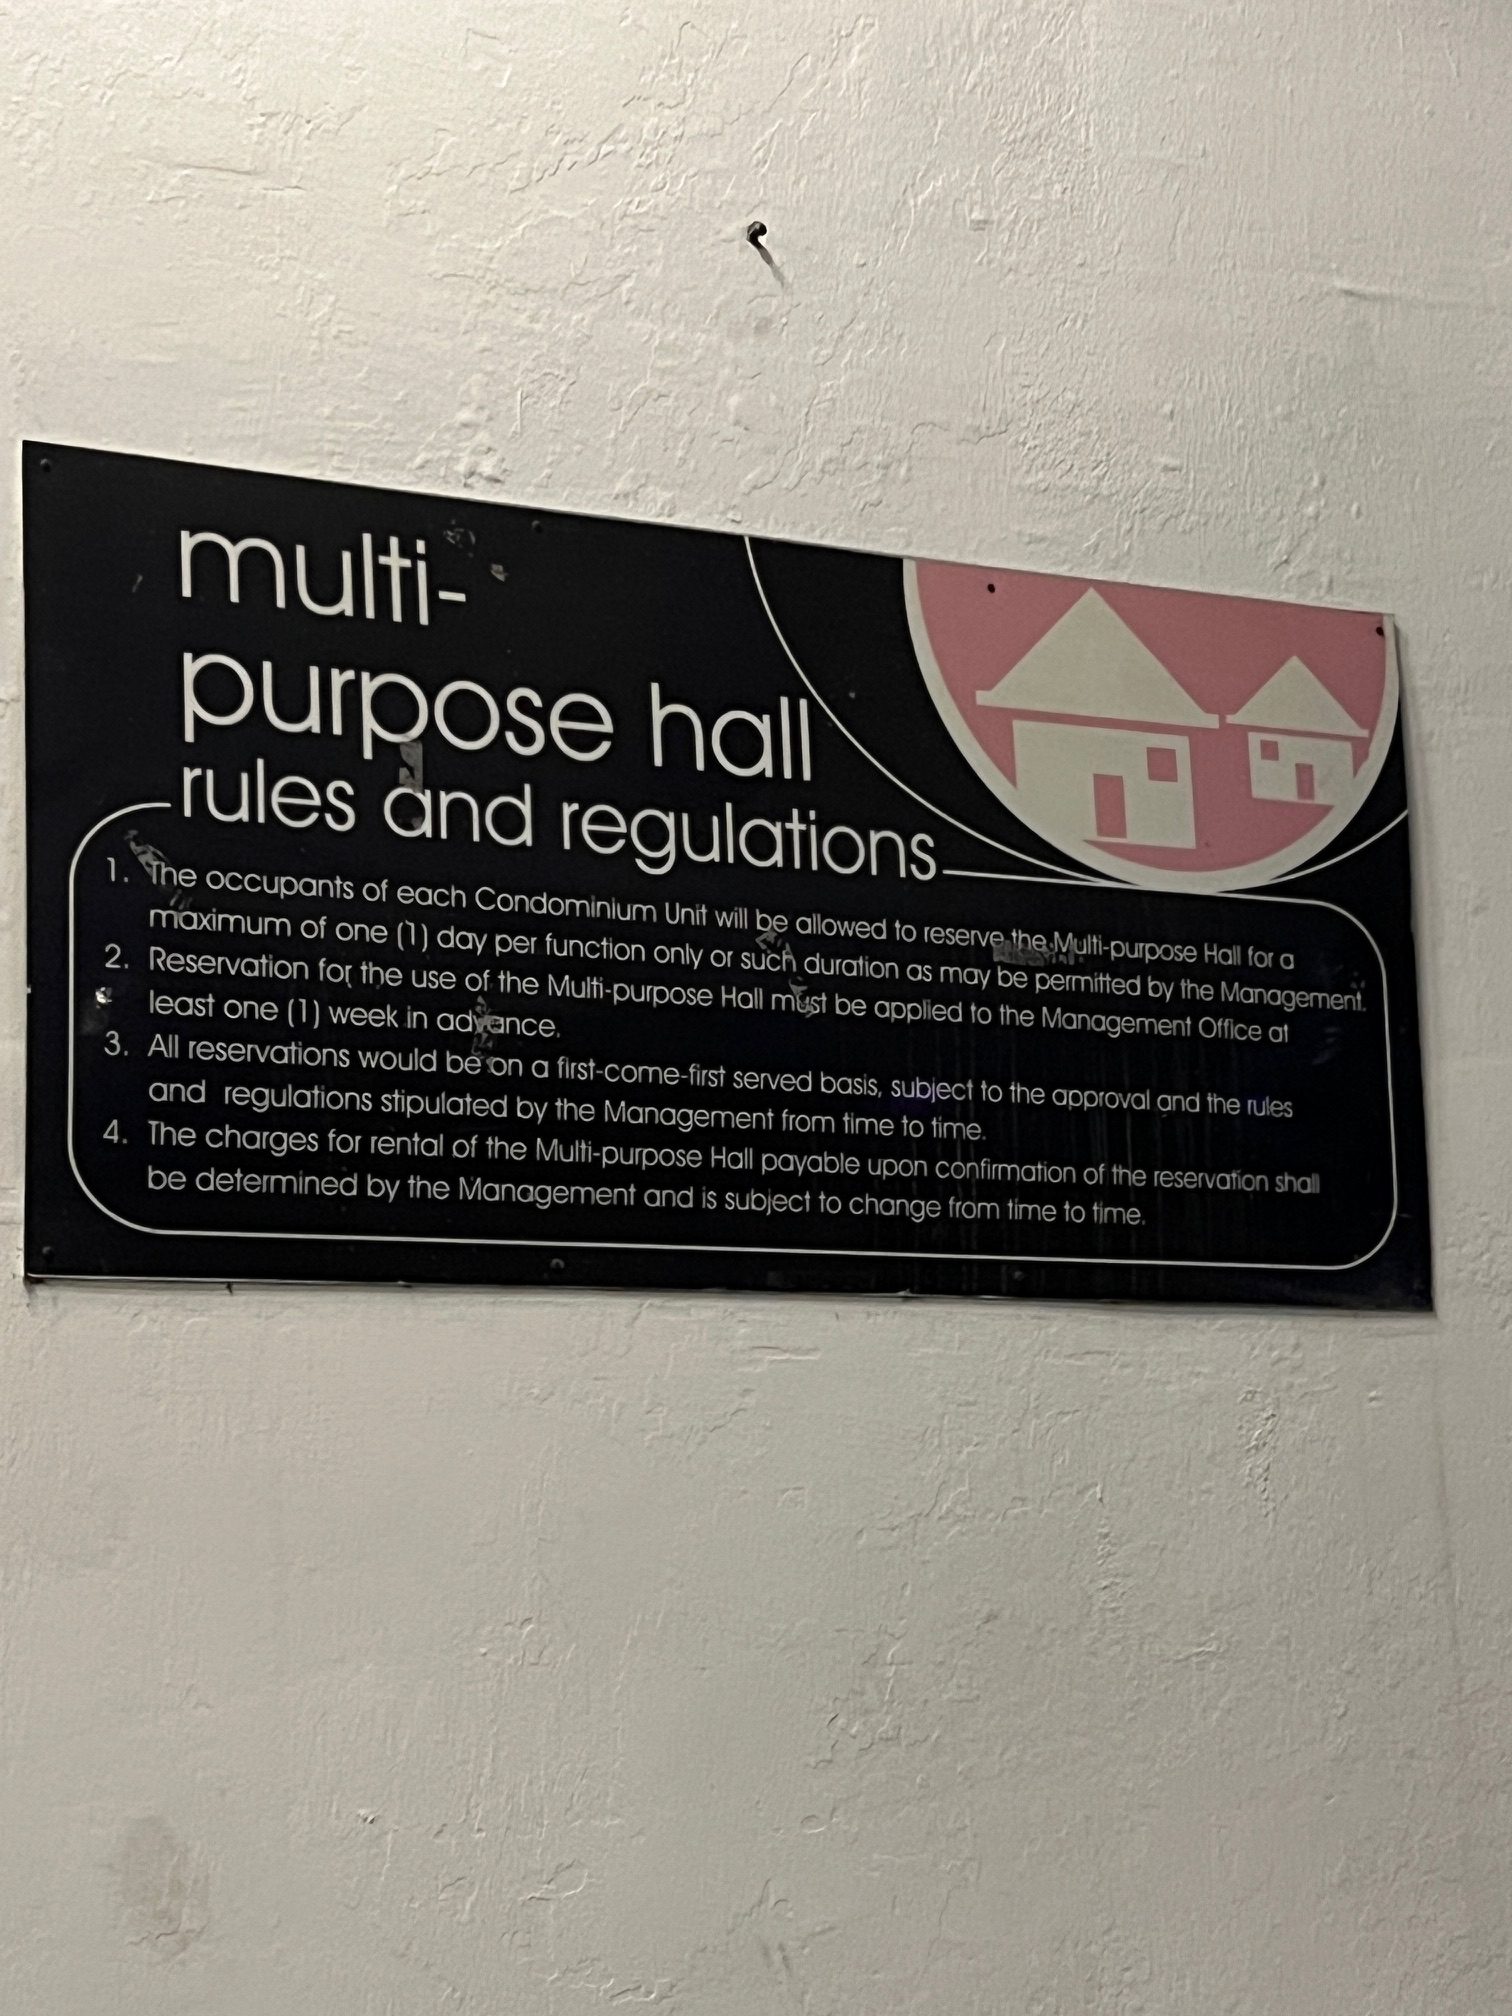 multi-
purpose hall
rules and regulations
1. The occupants of each Condominium Unit will be allowed to reserve the Multi-purpose Hall for a
maximum of one (1) day per function only or such duration as may be permitted by the Management.
2. Reservation for the use of the Multi-purpose Hall must be applied to the Management Office at
least one (1) week in advance.
3. All reservations would be on a first-come-first served basis, subject to the approval and the rules
and regulations stipulated by the Management from time to time.
4. The charges for rental of the Multi-purpose Hall payable upon confirmation of the reservation shall
be determined by the Management and is subject to change from time to time.